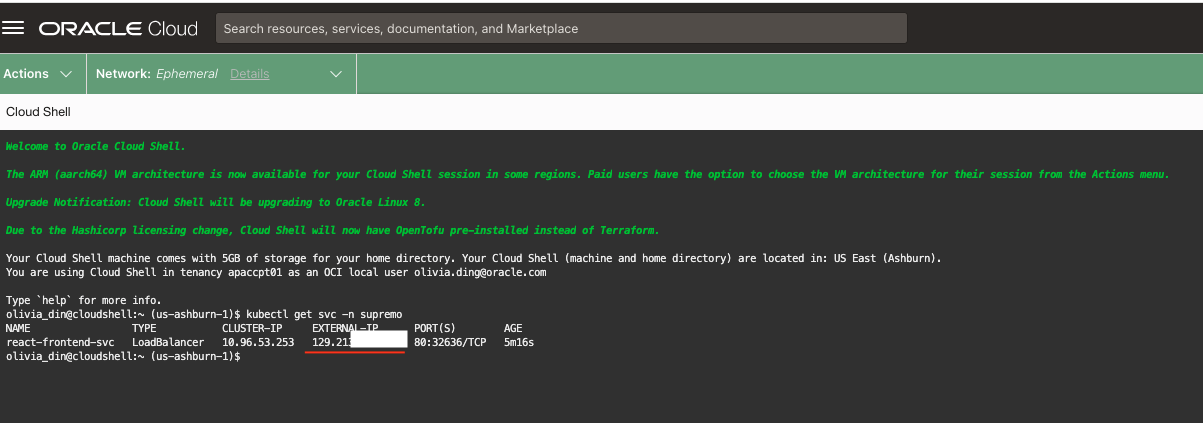 ORACLE Cloud
Search resources, services, documentation, and Marketplace
Actions
Network: Ephemeral Details
Cloud Shell
Welcome to Oracle Cloud Shell.
The ARM (aarch64) VM architecture is now available for your Cloud Shell session in some regions. Paid users have the option to choose the VM architecture for their session from the Actions menu.
Upgrade Notification: Cloud Shell will be upgrading to Oracle Linux 8.
Due to the Hashicorp licensing change, Cloud Shell will now have OpenTofu pre-installed instead of Terraform.
Your Cloud Shell machine comes with 5GB of storage for your home directory. Your Cloud Shell (machine and home directory) are located in: US East (Ashburn).
You are using Cloud Shell in tenancy apaccpt01 as an OCI local user olivia.ding@oracle.com
Type `help` for more info.
olivia_din@cloudshell:~ (us-ashburn-1)$ kubectl get svc -n supremo
NAME TYPE CLUSTER-IP EXTERNAL-IP PORT(S) AGE
react-frontend-svc LoadBalancer 10.96.53.253 129.213 80:32636/TCP 5m16s
olivia_din@cloudshell:~ (us-ashburn-1)$